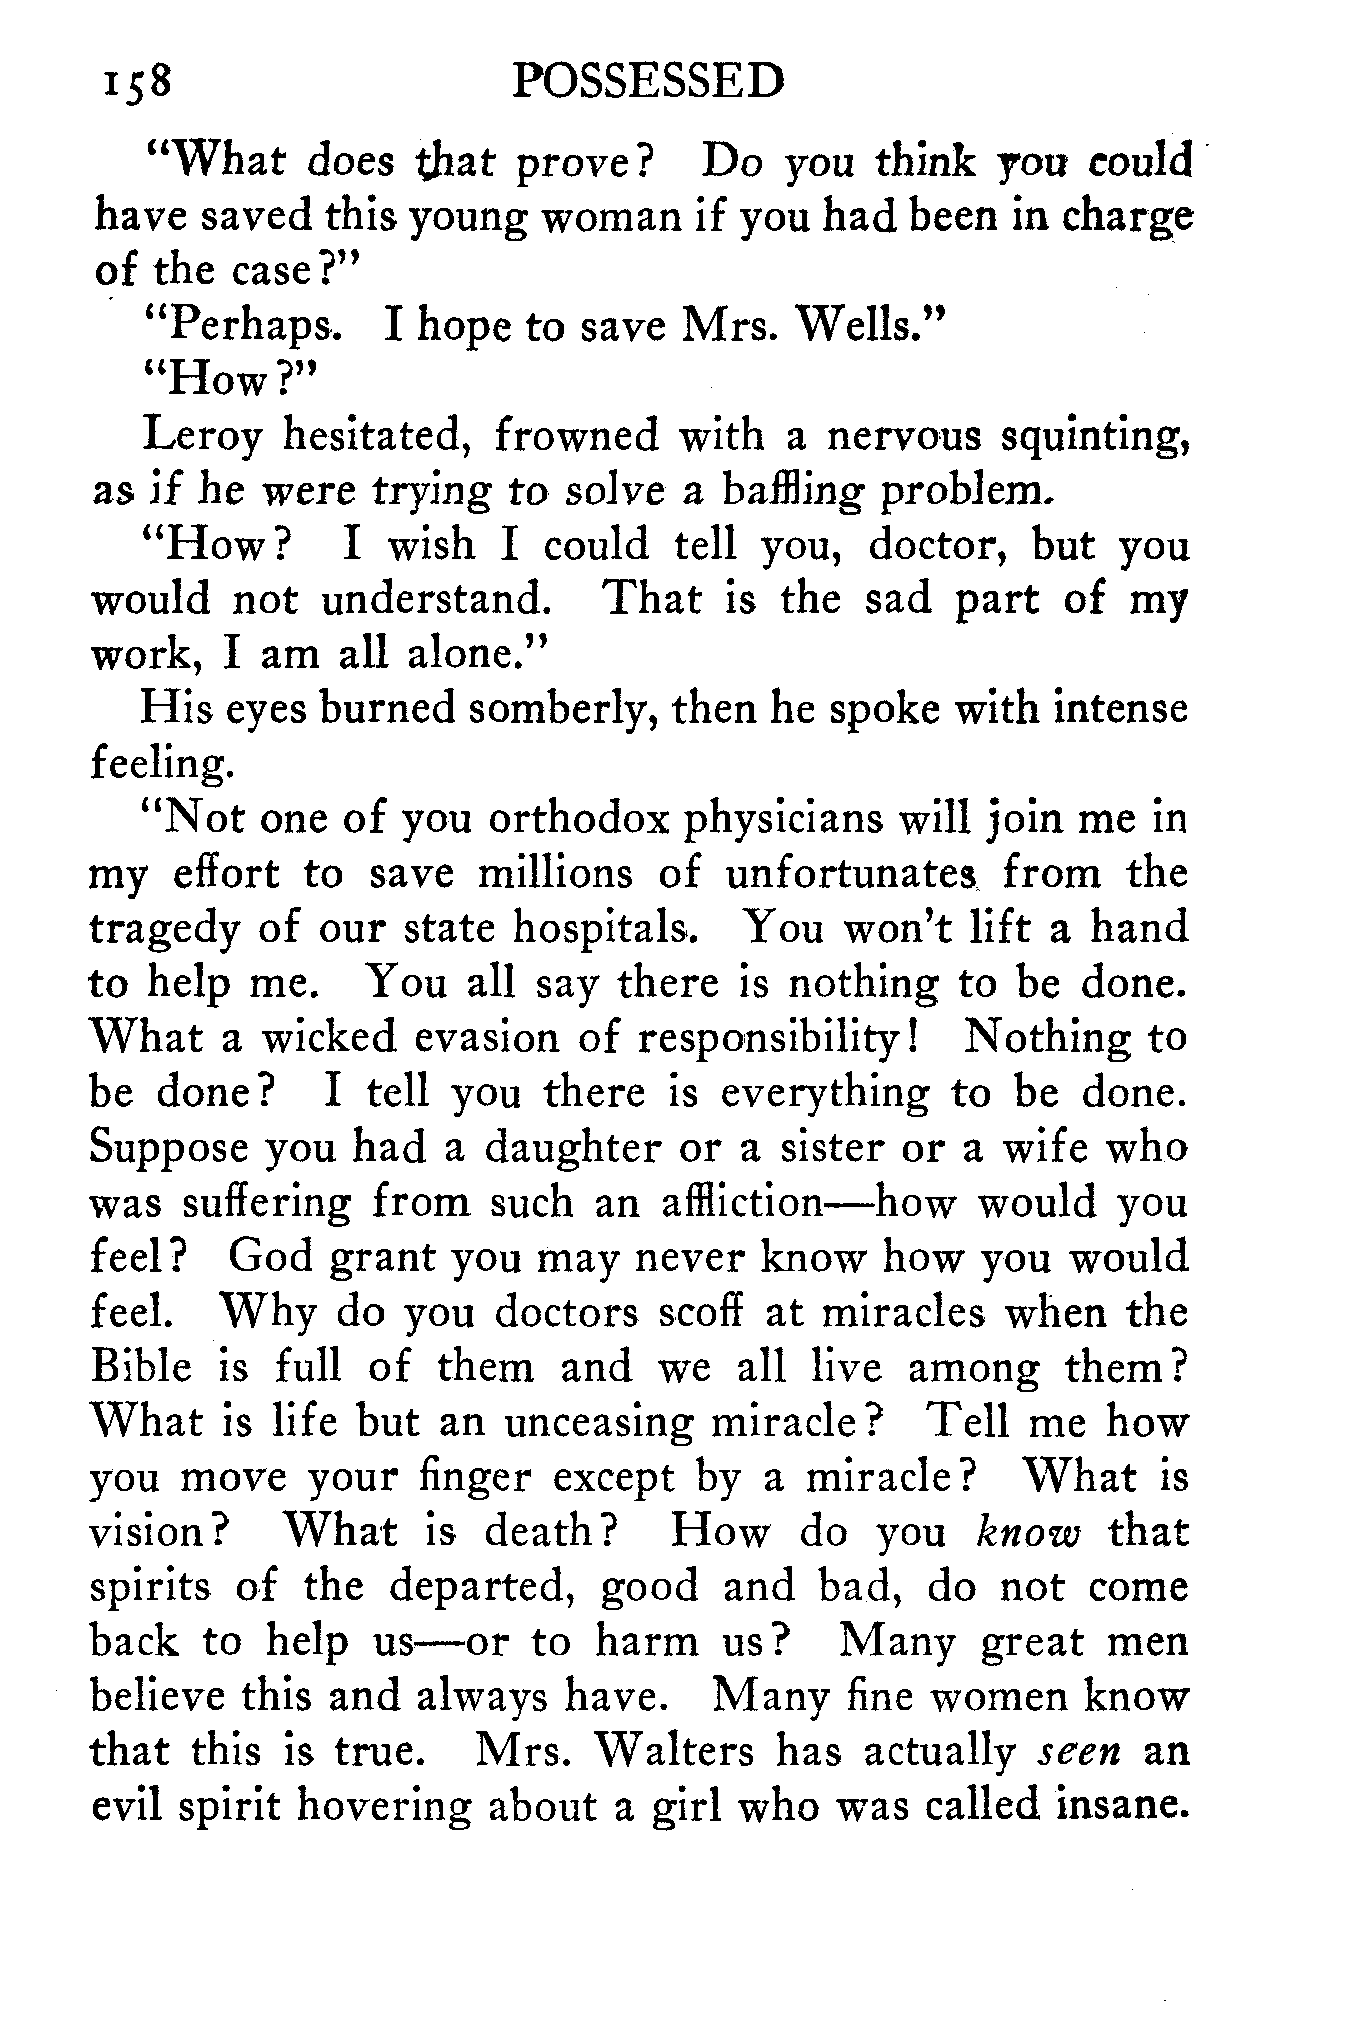 158 POSSESSED
"What does that prove? Do you think you could
have saved this young woman if you had been in charge
of the case?"
"Perhaps. I hope to save Mrs. Wells."
"How?"
Leroy hesitated, frowned with a nervous squinting,
as if he were trying to solve a baffling problem.
"How? I wish I could tell you, doctor, but you
would not understand. That is the sad part of my
work, I am all alone."
His eyes burned somberly, then he spoke with intense
feeling.
"Not one of you orthodox physicians will join me in
my effort to save millions of unfortunates from the
tragedy of our state hospitals. You won't lift a hand
to help me. You all say there is nothing to be done.
What a wicked evasion of responsibility! Nothing to
be done? I tell you there is everything to be done.
Suppose you had a daughter or a sister or a wife who
was suffering from such an affliction—how would you
feel? God grant you may never know how you would
feel. Why do you doctors scoff at miracles when the
Bible is full of them and we all live among them?
What is life but an unceasing miracle? Tell me how
you move your finger except by a miracle? What is
vision? What is death? How do you know that
spirits of the departed, good and bad, do not come
back to help us—or to harm us? Many great men
believe this and always have. Many fine women know
that this is true. Mrs. Walters has actually seen an
evil spirit hovering about a girl who was called insane.